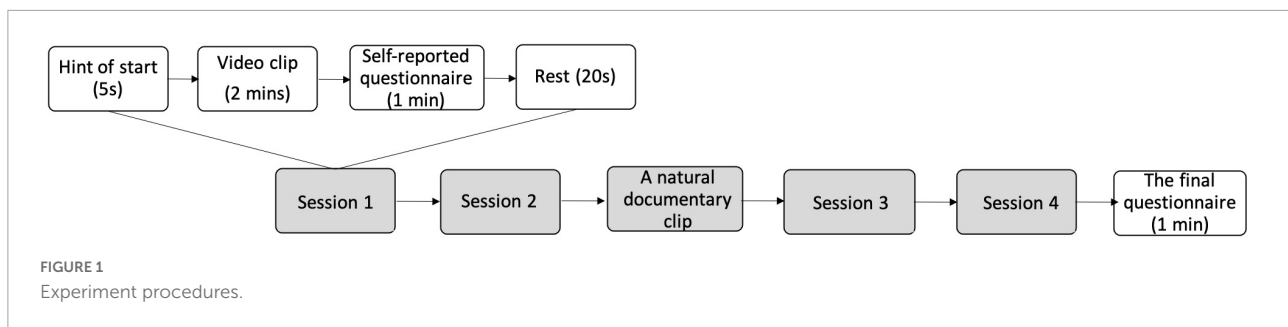 Hint of start
(5s)
Video clip
(2 mins)
Self-reported
questionnaire
(1 min)
Rest (20s)
Session 1
Session 2
A natural
documentary
clip
Session 3
Session 4
The final
questionnaire
(1 min)
FIGURE 1
Experiment procedures.